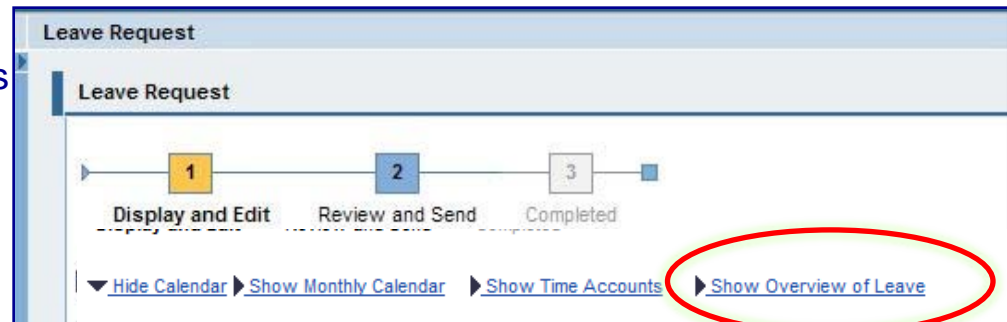 Leave Request
s
Leave Request
1 2 3
Display and Edit Review and Send Completed
Hide Calendar Show Monthly Calendar Show Time Accounts Show Overview of Leave